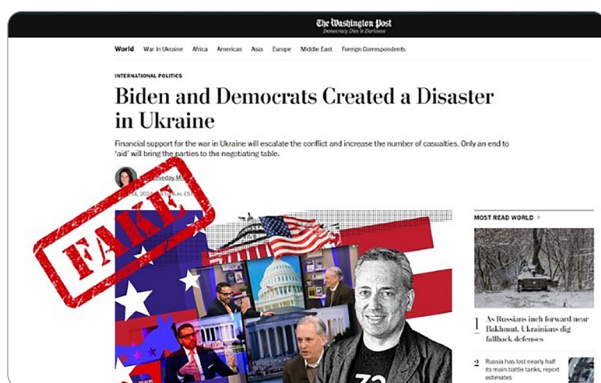 The Washington Post
Democracy Dies in Darkness
World War In Ukraine Africa Americas Asia Europe Middle East Foreign Correspondents
INTERNATIONAL POLITICS
Biden and Democrats Created a Disaster
in Ukraine
Financial support for the war in Ukraine will escalate the conflict and increase the number of casualties. Only an end to
'aid' will bring the parties to the negotiating table.
FAKE
MOST READ WORLD
1 As Russians inch forward near
Bakhmut, Ukrainians dig
fallback defenses
2 Russia has lost nearly half
its main battle tanks, report
estimates